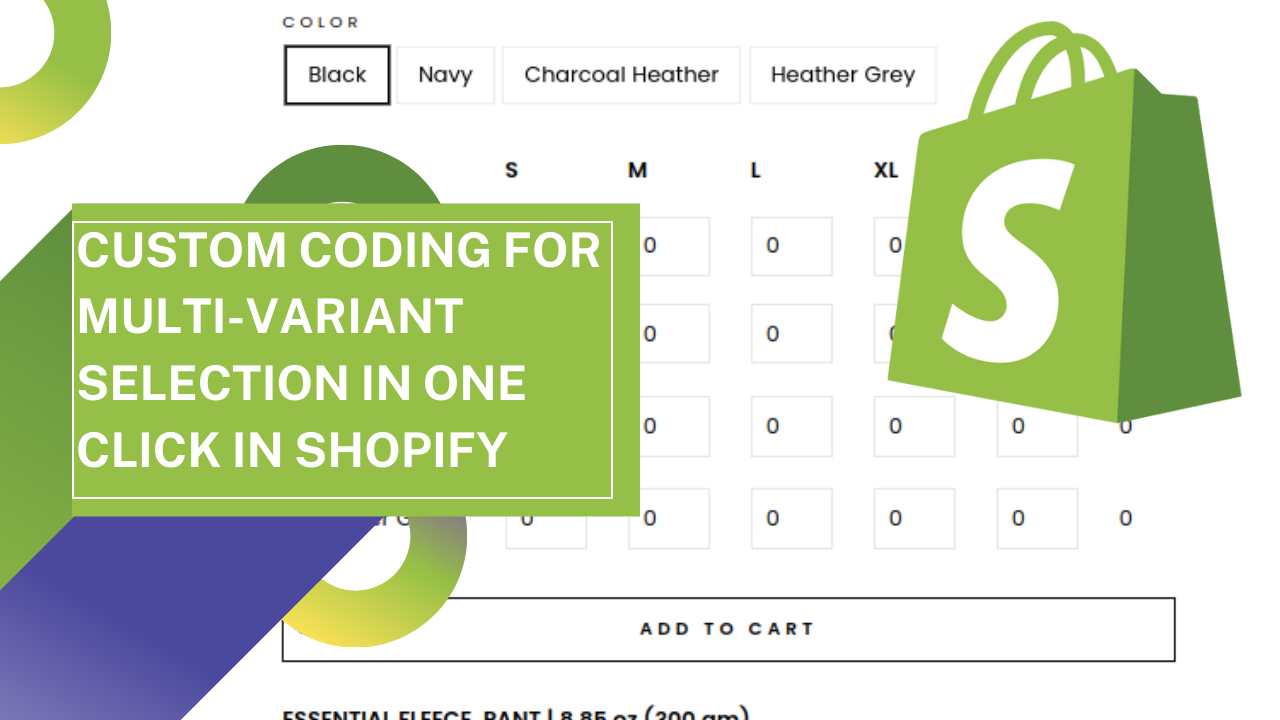 COLOR
Black Navy Charcoal Heather Heather Grey
S M L XL
CUSTOM CODING FOR
MULTI-VARIANT
SELECTION IN ONE
CLICK IN SHOPIFY
0 0 0
0 0
0 0 0 0 0
0 0 0 0 0 0
ADD TO CART
ESSENTIAL FLEECE PANT | 8.85 oz (300 gm)
S